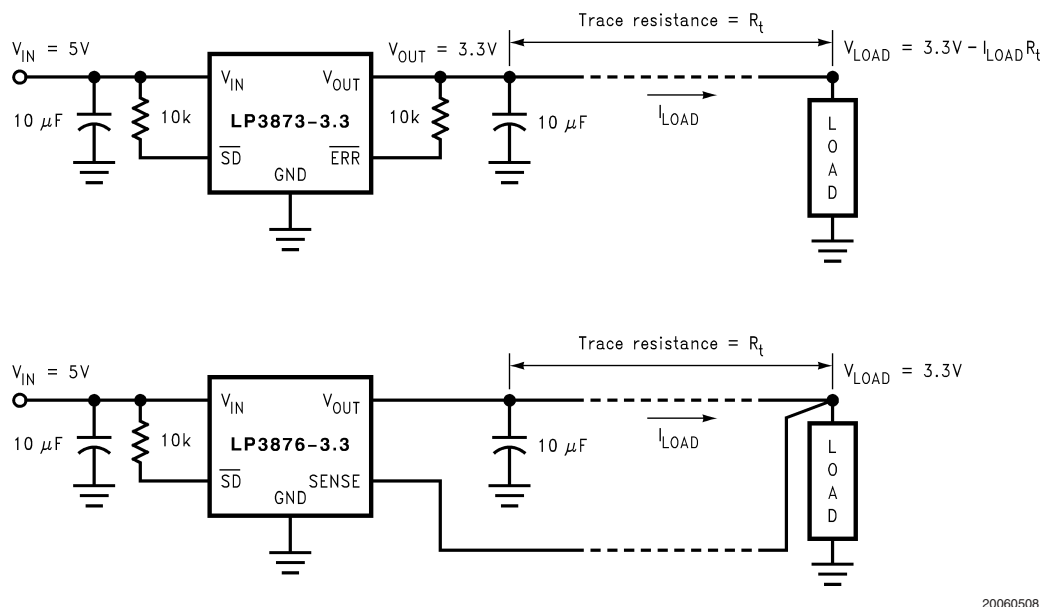 Trace resistance = Rt
VIN = 5V
VOUT = 3.3V
VLOAD = 3.3V - ILOADRt
VIN
VOUT
10 μF
10k
LP3873-3.3
10k
10 μF
ILOAD
SD
ERR
GND
LOAD
Trace resistance = Rt
VIN = 5V
VLOAD = 3.3V
VIN
VOUT
10 μF
10k
LP3876-3.3
10 μF
ILOAD
SD
SENSE
GND
LOAD
20060508